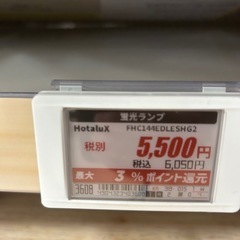 蛍光ランプ
HotaluX FHC144EDLESHG2
税別 5,500円
税込 6,050円
最大 3%ポイント還元
3608